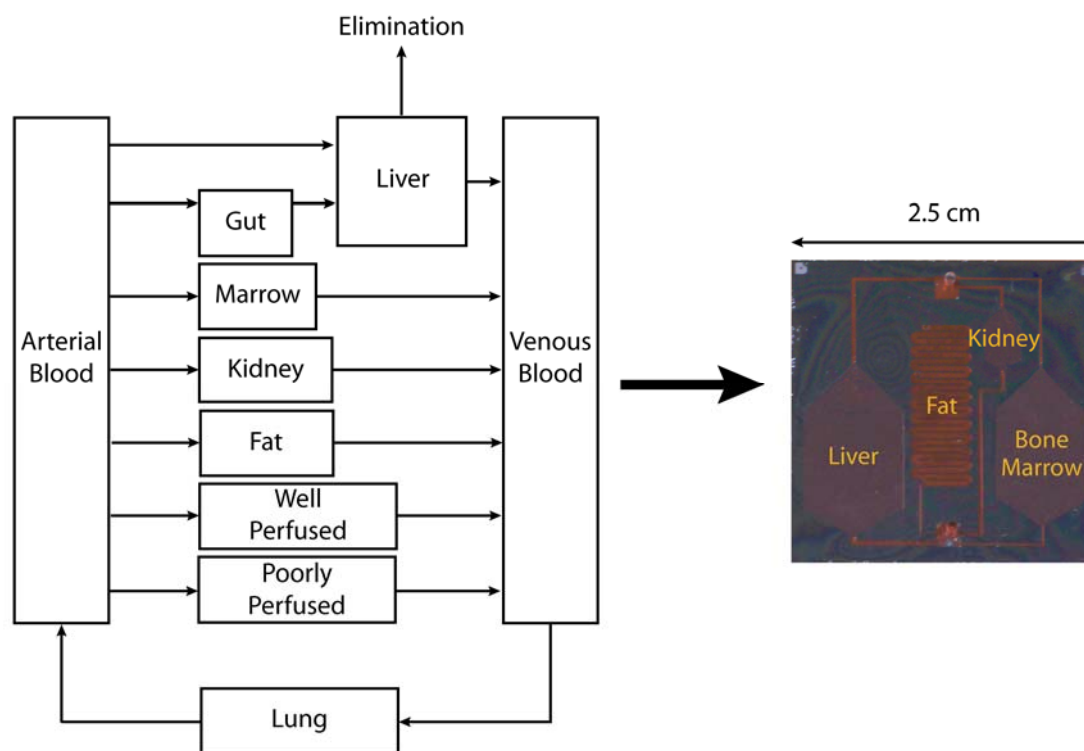 Elimination
Liver
Gut
Marrow
Arterial
Blood
Kidney
Venous
Blood
Fat
Well
Perfused
Poorly
Perfused
Lung
2.5 cm
Kidney
Fat
Liver
Bone
Marrow